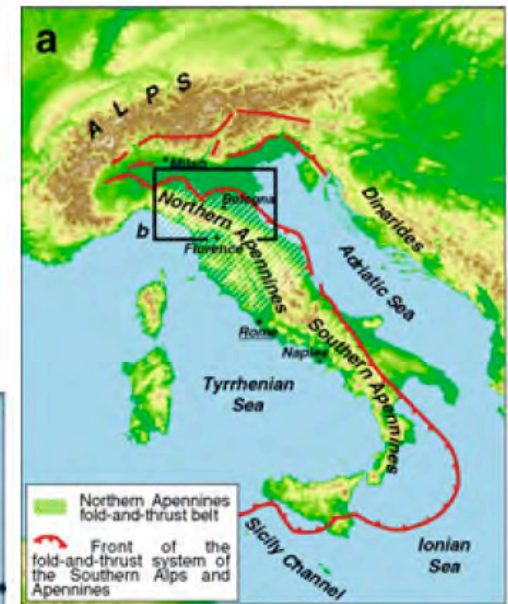 a
ALPS
Milan
Bologna
Northern Apennines
b
Florence
Dinarides
Adriatic Sea
Rome
Naples
Southern Apennines
Tyrrhenian
Sea
Northern Apennines
fold-and-thrust belt
Front of the
fold-and-thrust system of
the Southern Alps and
Apennines
Sicily Channel
Ionian
Sea